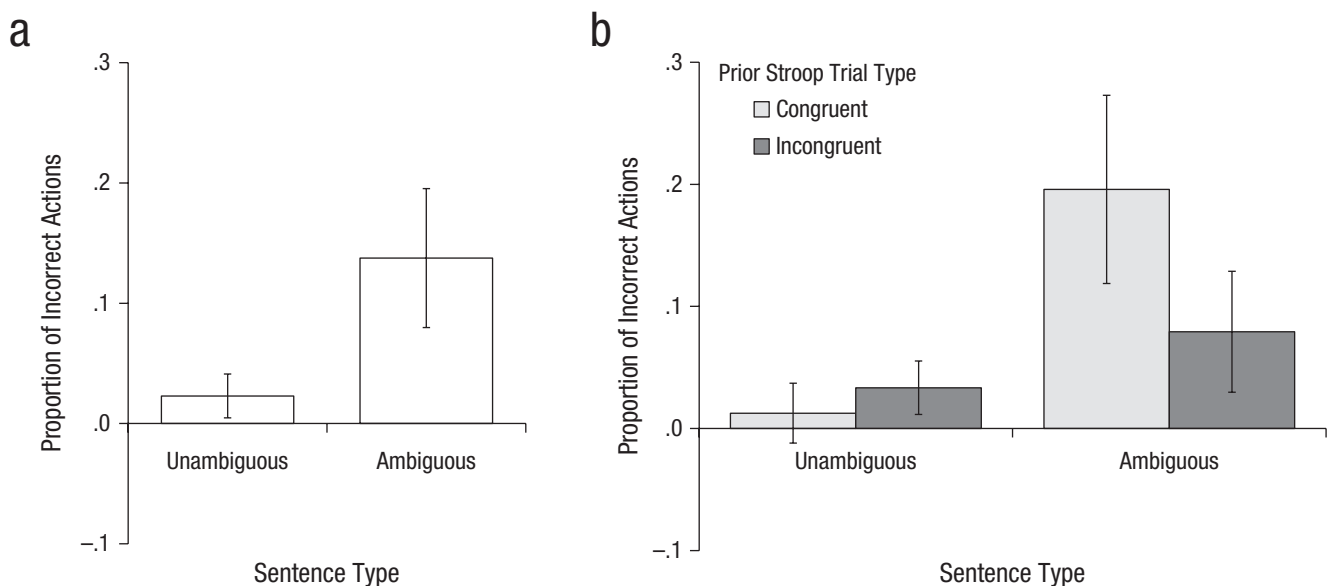 a
.3
.2
.1
.0
–.1
Proportion of Incorrect Actions
Unambiguous
Ambiguous
Sentence Type
b
.3
.2
.1
.0
–.1
Proportion of Incorrect Actions
Prior Stroop Trial Type
Congruent
Incongruent
Unambiguous
Ambiguous
Sentence Type